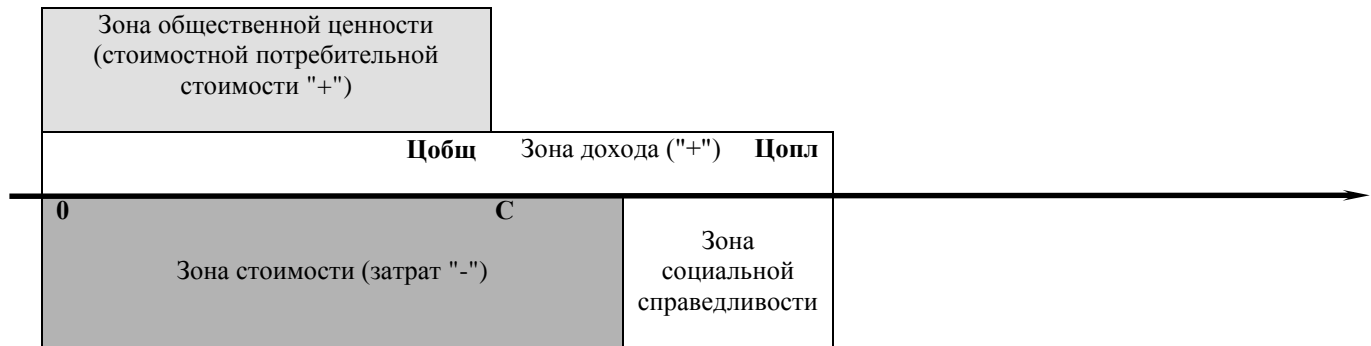 Зона общественной ценности
(стоимостной потребительной
стоимости "+")
Цобщ Зона дохода ("+") Цопл
0 С
Зона стоимости (затрат "-")
Зона
социальной
справедливости